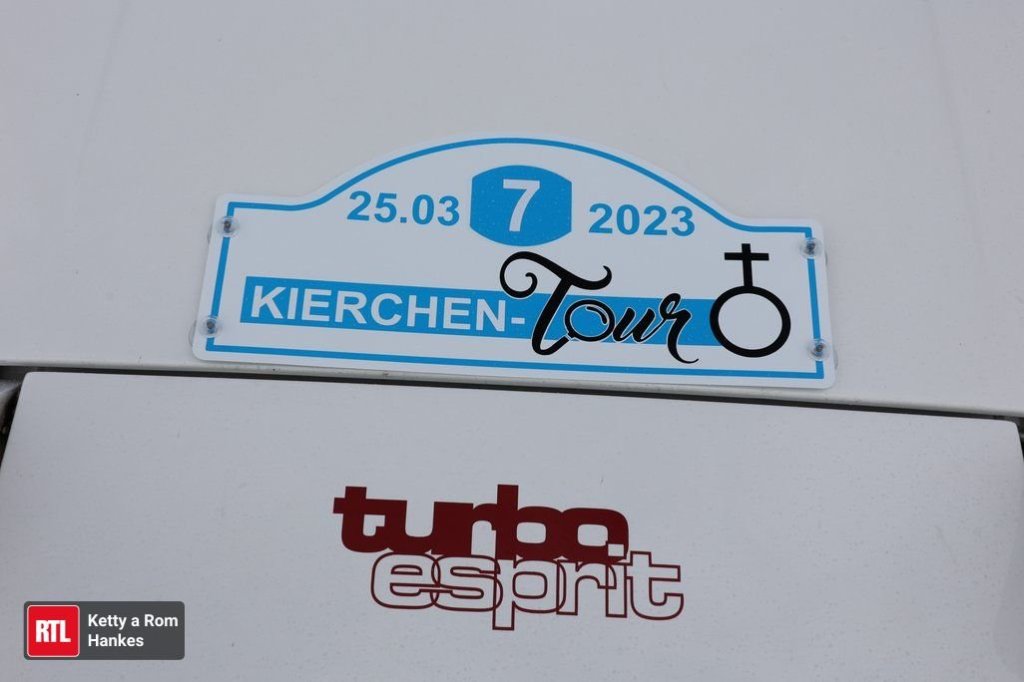 25.03 7 2023
KIERCHEN-Tour
turbo
esprit
RTL Ketty a Rom
Hankes